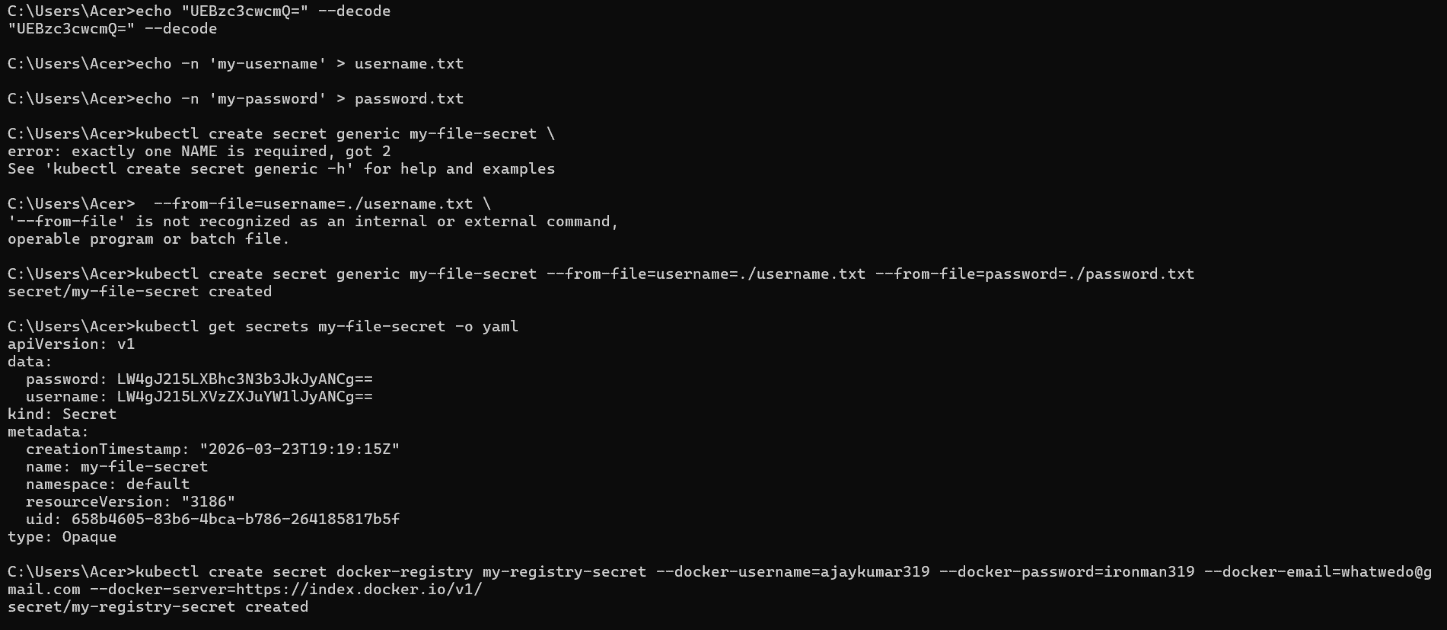 C:\Users\Acer>echo "UEBzc3cwcmQ=" --decode
"UEBzc3cwcmQ=" --decode
C:\Users\Acer>echo -n 'my-username' > username.txt
C:\Users\Acer>echo -n 'my-password' > password.txt
C:\Users\Acer>kubectl create secret generic my-file-secret \
error: exactly one NAME is required, got 2
See 'kubectl create secret generic -h' for help and examples
C:\Users\Acer>  --from-file=username=./username.txt \
'--from-file' is not recognized as an internal or external command,
operable program or batch file.
C:\Users\Acer>kubectl create secret generic my-file-secret --from-file=username=./username.txt --from-file=password=./password.txt
secret/my-file-secret created
C:\Users\Acer>kubectl get secrets my-file-secret -o yaml
apiVersion: v1
data:
  password: LW4gJ215LXBhc3N3b3JkJyANCg==
  username: LW4gJ215LXVzZXJuYW1lJyANCg==
kind: Secret
metadata:
  creationTimestamp: "2026-03-23T19:19:15Z"
  name: my-file-secret
  namespace: default
  resourceVersion: "3186"
  uid: 658b4605-83b6-4bca-b786-264185817b5f
type: Opaque
C:\Users\Acer>kubectl create secret docker-registry my-registry-secret --docker-username=ajaykumar319 --docker-password=ironman319 --docker-email=whatwedo@g
mail.com --docker-server=https://index.docker.io/v1/
secret/my-registry-secret created